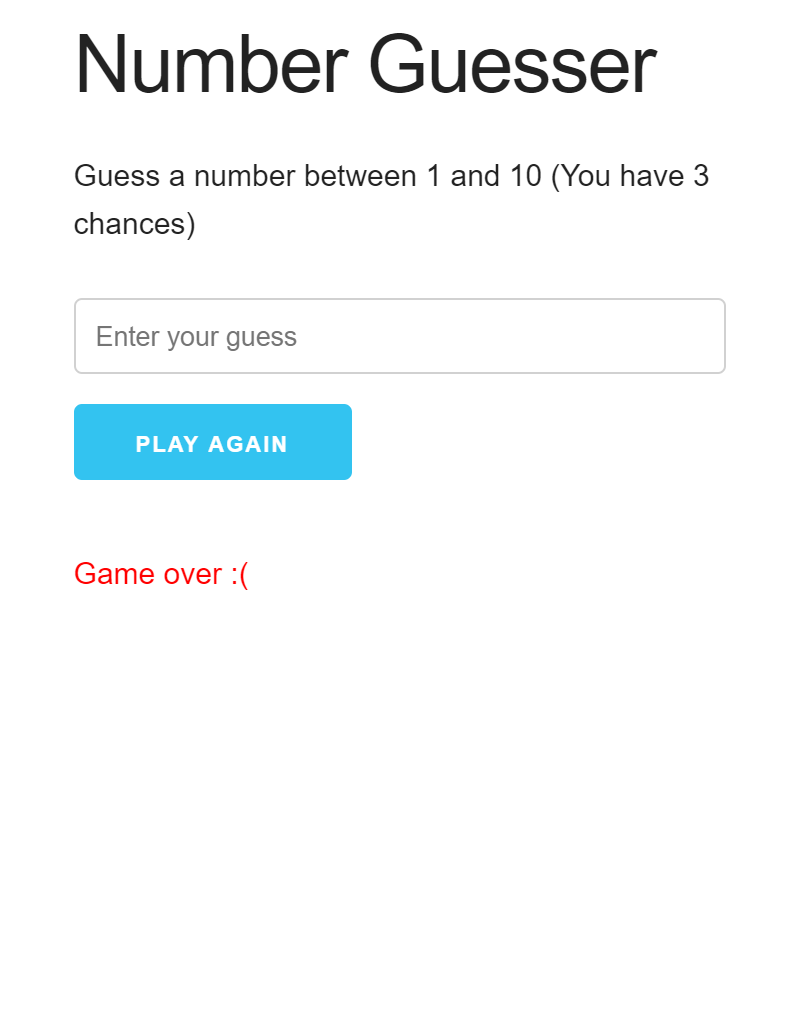 Number Guesser
Guess a number between 1 and 10 (You have 3
chances)
Enter your guess
PLAY AGAIN
Game over :(